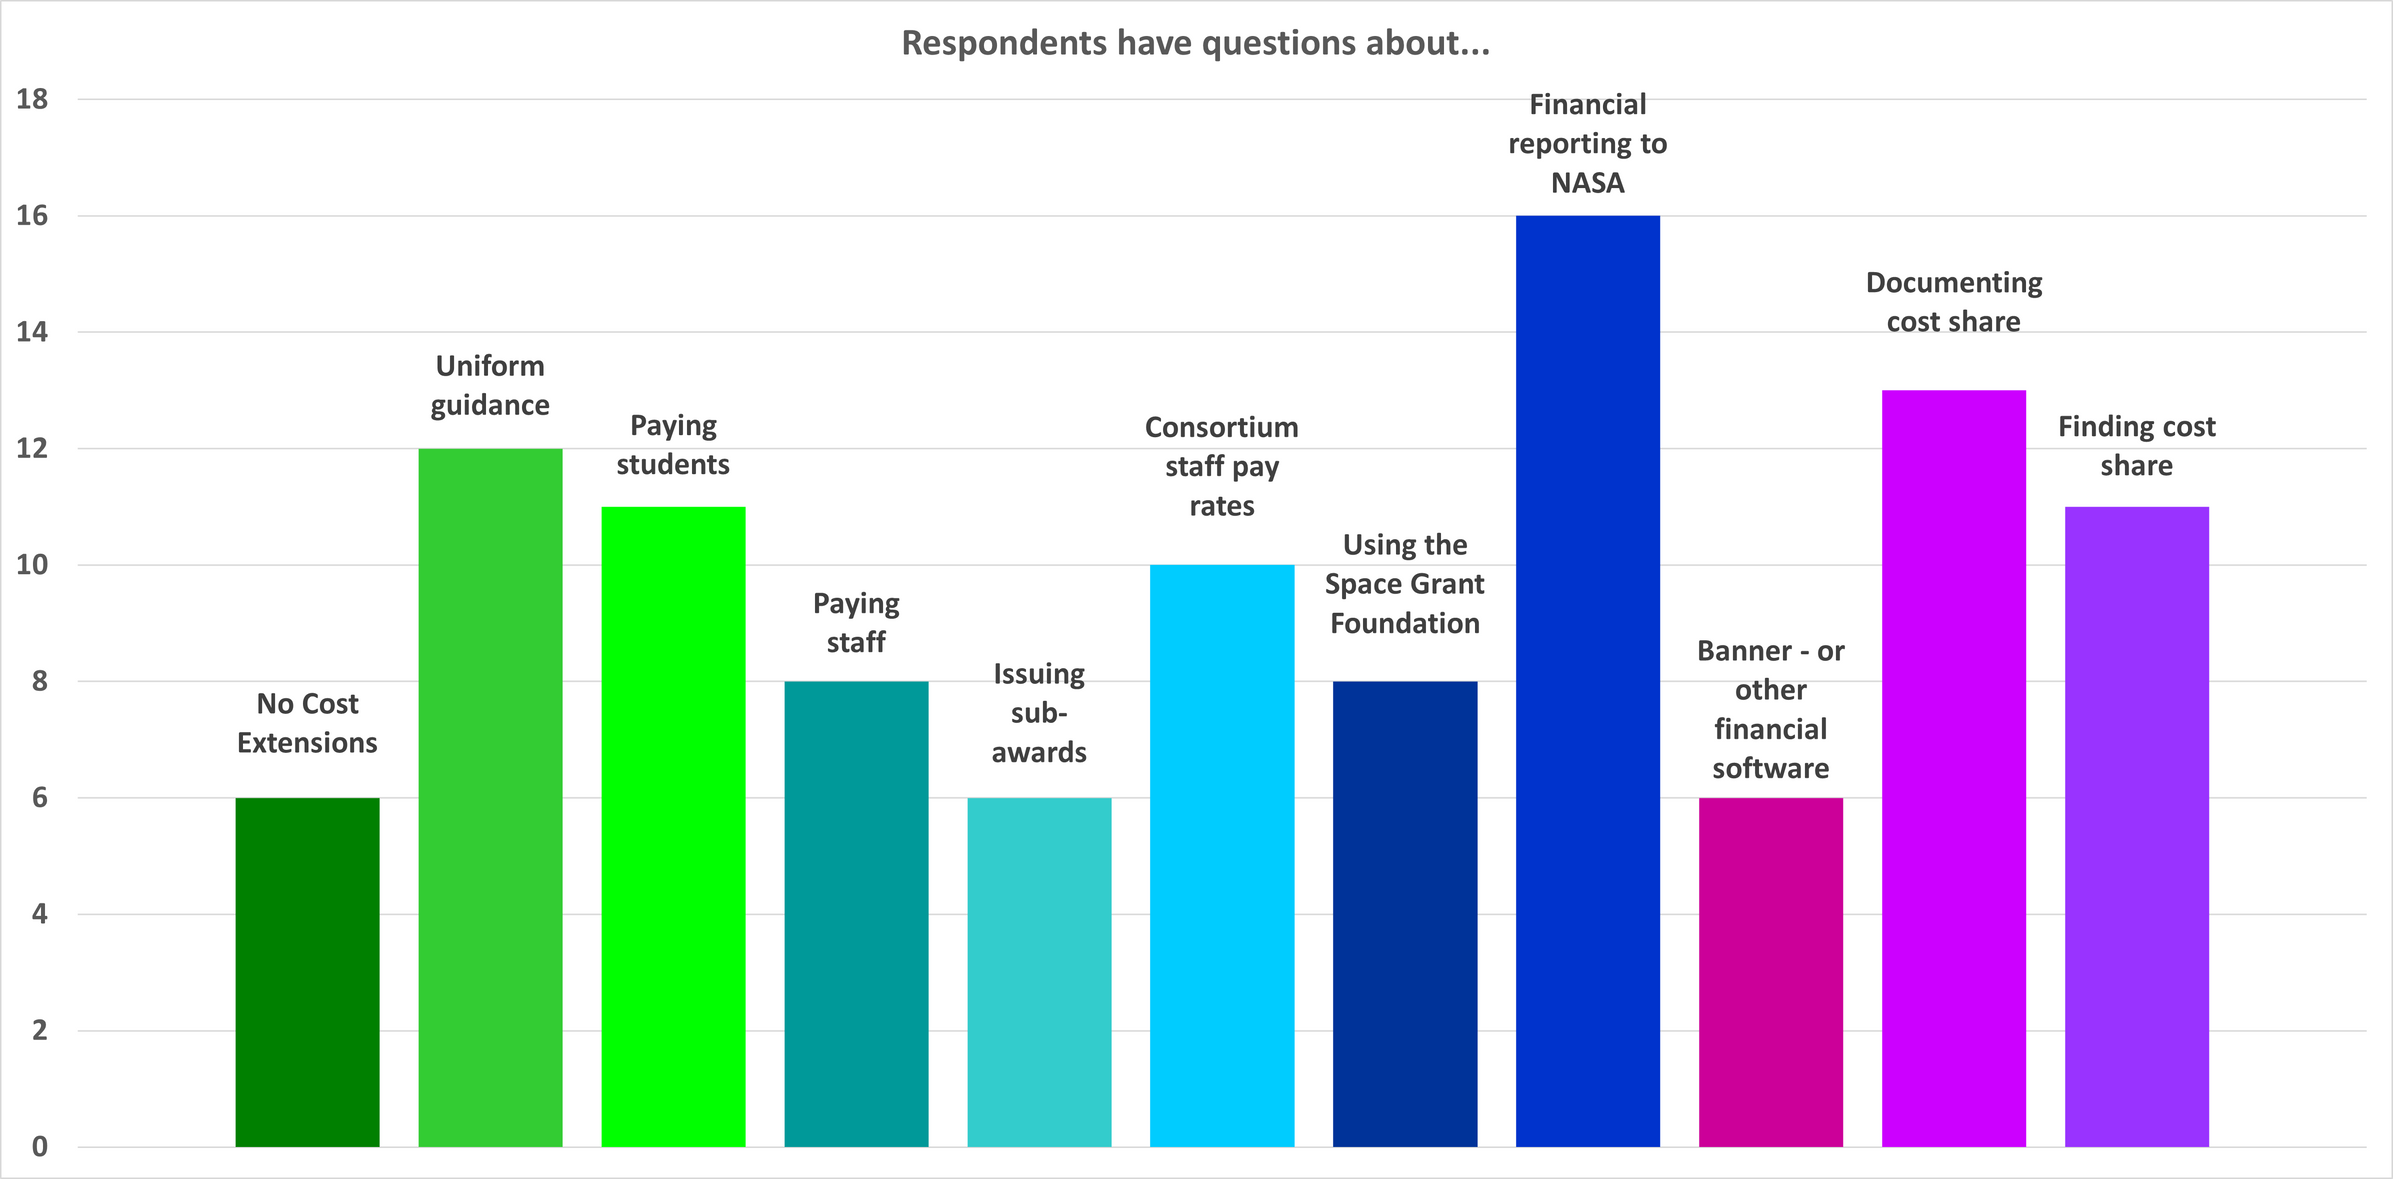 Respondents have questions about...
18
16
14
12
10
8
6
4
2
0
No Cost
Extensions
Uniform
guidance
Paying
students
Paying
staff
Issuing
sub-
awards
Consortium
staff pay
rates
Using the
Space Grant
Foundation
Financial
reporting to
NASA
Banner - or
other
financial
software
Documenting
cost share
Finding cost
share